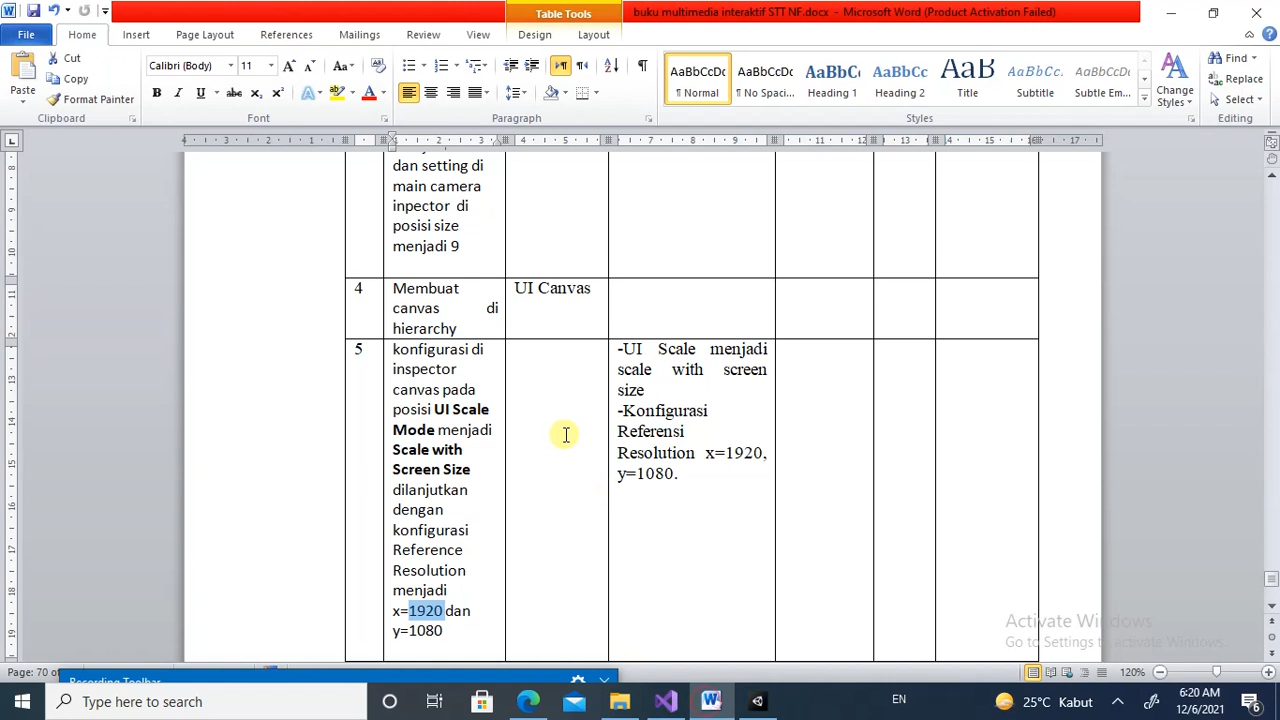 Table Tools
buku multimedia interaktif STT NF.docx - Microsoft Word (Product Activation Failed)
File Home Insert Page Layout References Mailings Review View Design Layout
Cut
Copy
Format Painter
Paste
Clipboard
Calibri (Body) 11
Font
Paragraph
AaBbCcDc ¶ Normal
AaBbCcDc ¶ No Spaci...
AaBbCc Heading 1
AaBbCc Heading 2
AaB Title
AaBbCc. Subtitle
AaBbCcDc Subtle Em...
Change Styles
Styles
Find
Replace
Select
Editing
dan setting di
main camera
inpector di
posisi size
menjadi 9
4 Membuat
canvas di
hierarchy
UI Canvas
5 konfigurasi di
inspector
canvas pada
posisi UI Scale
Mode menjadi
Scale with
Screen Size
dilanjutkan
dengan
konfigurasi
Reference
Resolution
menjadi
x=1920 dan
y=1080
-UI Scale menjadi
scale with screen
size
-Konfigurasi
Referensi
Resolution x=1920,
y=1080.
Activate Windows
Go to Settings to activate Windows.
Page: 70 of
Recording Toolbar
120%
Type here to search
25°C Kabut
EN
6:20 AM
12/6/2021
6